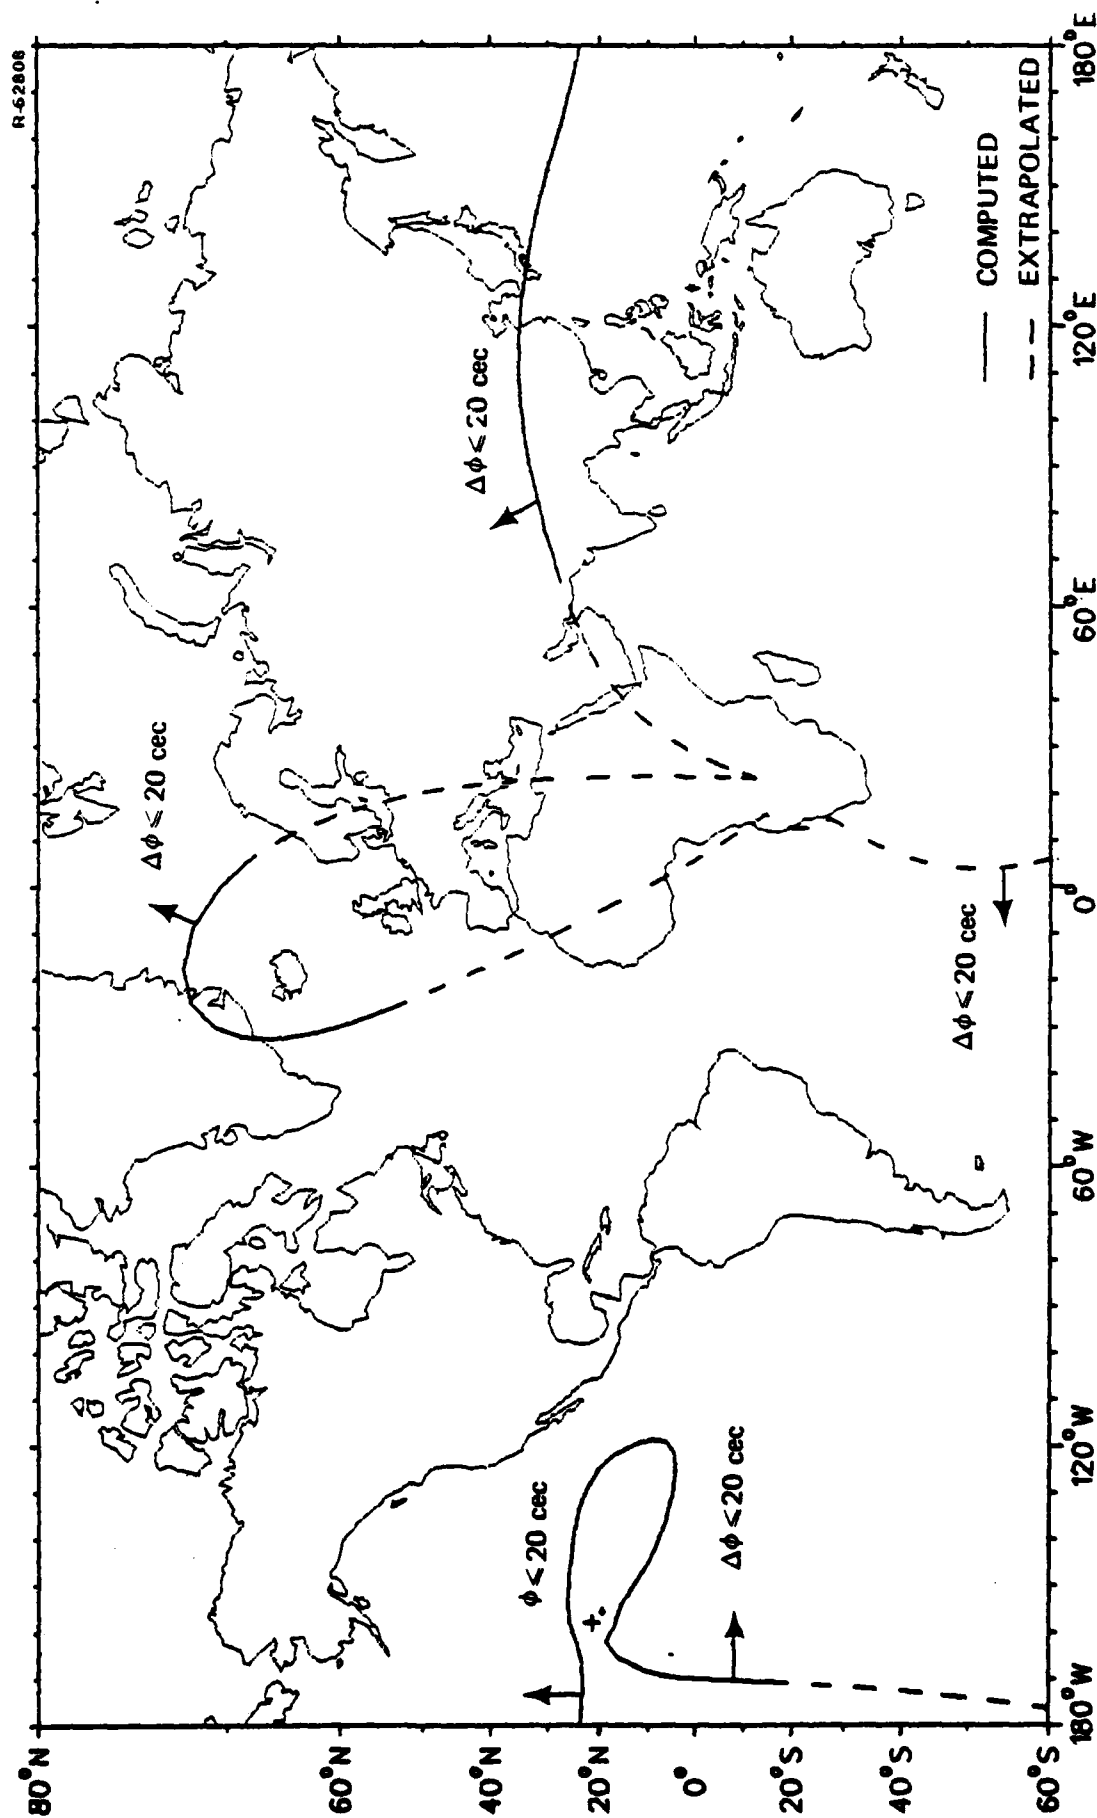 R-62808
80°N
60°N
40°N
20°N
0°
20°S
40°S
60°S
180°W
120°W
60°W
0°
60°E
120°E
180°E
Δϕ ≤ 20 cec
Δϕ ≤ 20 cec
ϕ ≤ 20 cec
Δϕ ≤ 20 cec
Δϕ ≤ 20 cec
COMPUTED
EXTRAPOLATED